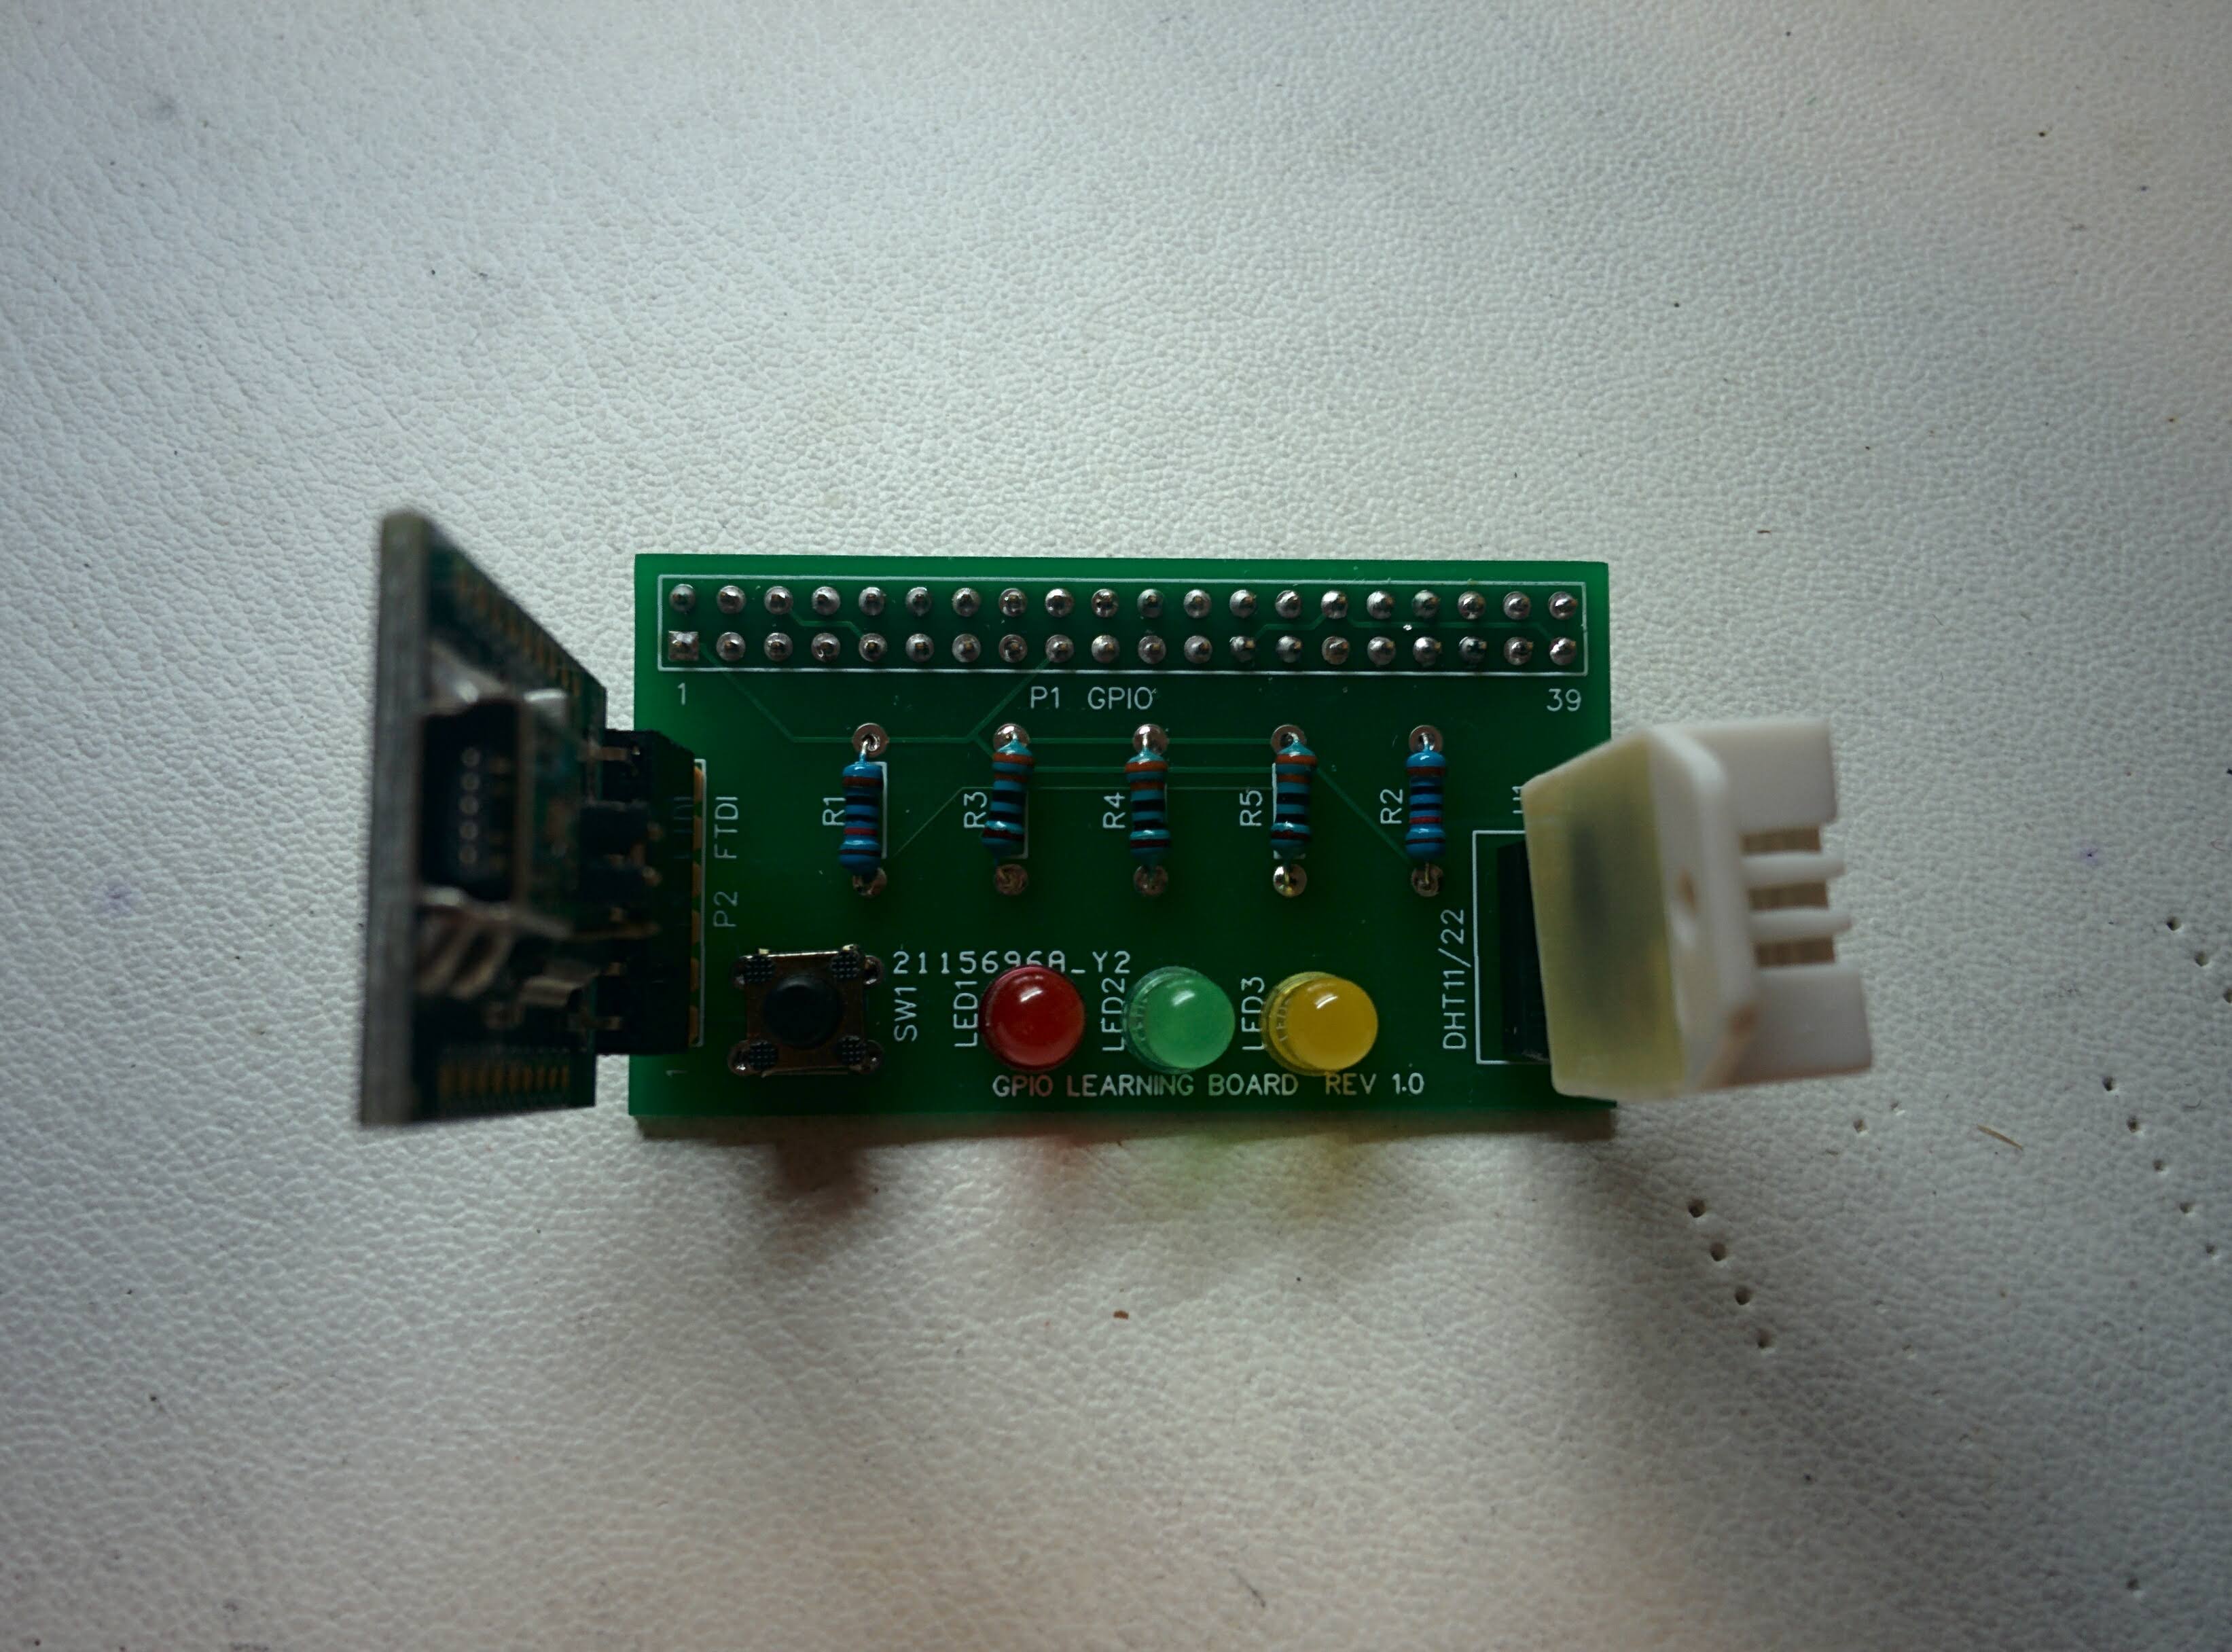 1
P1 GPIO
39
R1
R3
R4
R5
R2
P2 FTDI
DHT11/22
2115696A_Y2
SW1
LED1
LED2
LED3
1
GPIO LEARNING BOARD REV 1.0